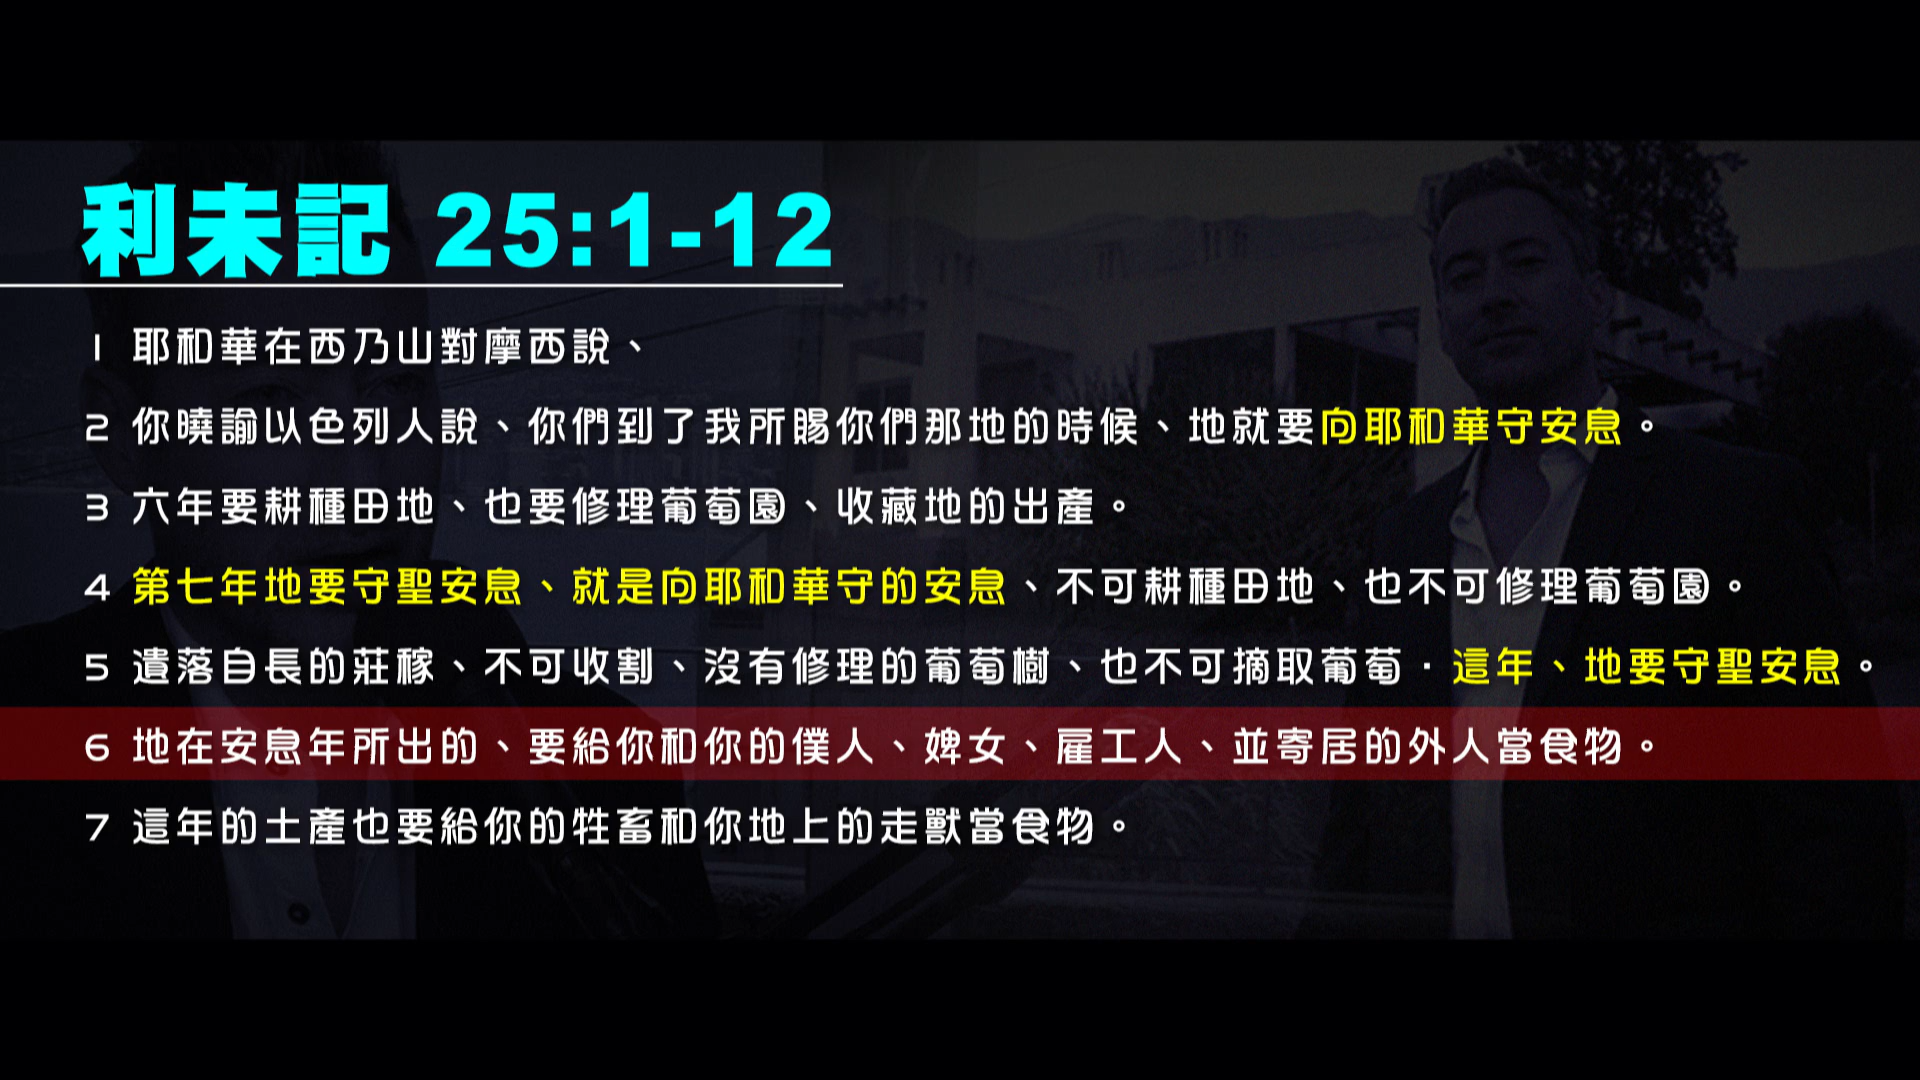 利未記 25:1-12
1 耶和華在西乃山對摩西說、
2 你曉諭以色列人說、你們到了我所賜你們那地的時候、地就要向耶和華守安息。
3 六年要耕種田地、也要修理葡萄園、收藏地的出產。
4 第七年地要守聖安息、就是向耶和華守的安息、不可耕種田地、也不可修理葡萄園。
5 遺落自長的莊稼、不可收割、沒有修理的葡萄樹、也不可摘取葡萄．這年、地要守聖安息。
6 地在安息年所出的、要給你和你的僕人、婢女、雇工人、並寄居的外人當食物。
7 這年的土產也要給你的牲畜和你地上的走獸當食物。